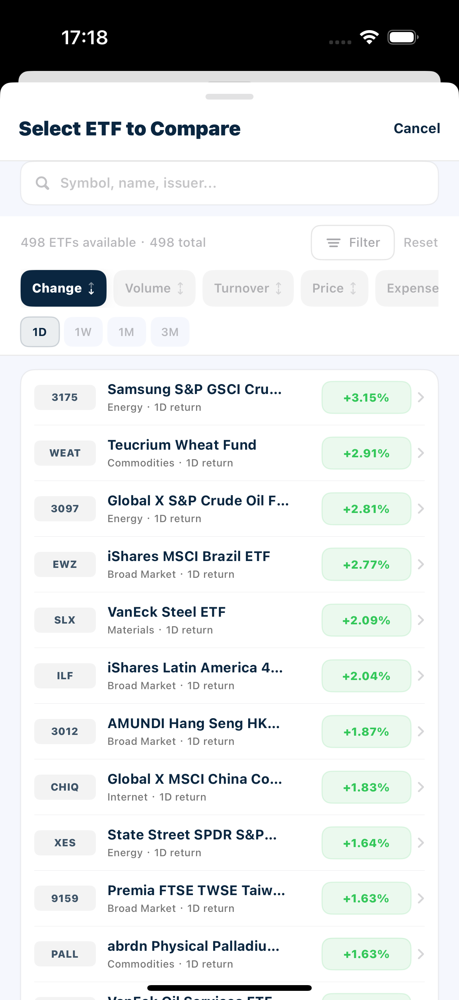 17:18
Select ETF to Compare
Cancel
Symbol, name, issuer...
498 ETFs available · 498 total
Filter
Reset
Change
Volume
Turnover
Price
Expense
1D
1W
1M
3M
3175
Samsung S&P GSCI Cru...
Energy · 1D return
+3.15%
WEAT
Teucrium Wheat Fund
Commodities · 1D return
+2.91%
3097
Global X S&P Crude Oil F...
Energy · 1D return
+2.81%
EWZ
iShares MSCI Brazil ETF
Broad Market · 1D return
+2.77%
SLX
VanEck Steel ETF
Materials · 1D return
+2.09%
ILF
iShares Latin America 4...
Broad Market · 1D return
+2.04%
3012
AMUNDI Hang Seng HK...
Broad Market · 1D return
+1.87%
CHIQ
Global X MSCI China Co...
Internet · 1D return
+1.83%
XES
State Street SPDR S&P...
Energy · 1D return
+1.64%
9159
Premia FTSE TWSE Taiw...
Broad Market · 1D return
+1.63%
PALL
abrdn Physical Palladiu...
Commodities · 1D return
+1.63%
VanEck Oil Services ETF